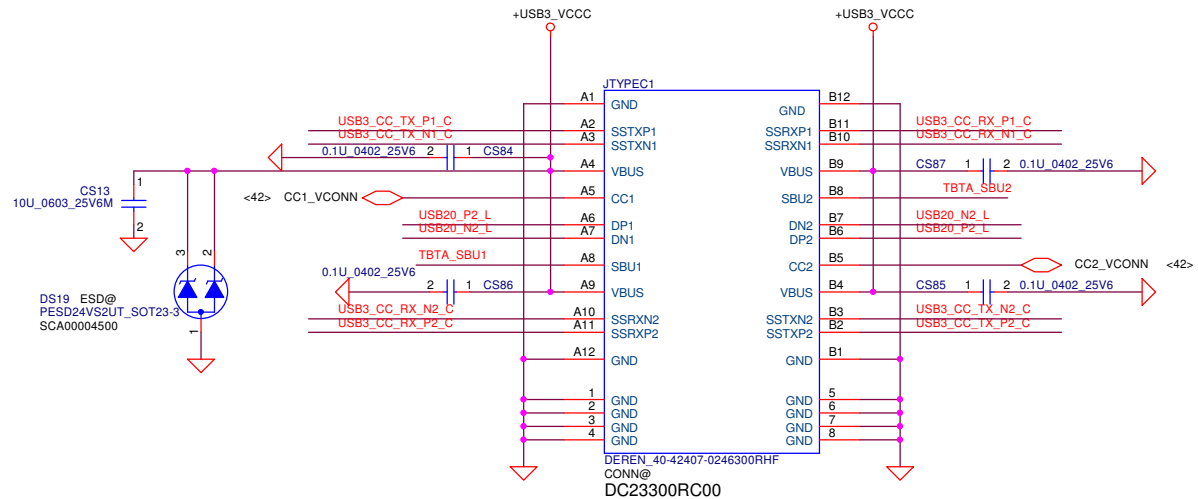 +USB3_VCCC
+USB3_VCCC
JTYPEC1
A1 GND
GND B12
USB3_CC_TX_P1_C A2 SSTXP1
SSRXP1 B11 USB3_CC_RX_P1_C
USB3_CC_TX_N1_C A3 SSTXN1
SSRXN1 B10 USB3_CC_RX_N1_C
0.1U_0402_25V6 2 1 CS84
A4 VBUS
VBUS B9 CS87 1 2 0.1U_0402_25V6
CS13
10U_0603_25V6M
1
2
<42> CC1_VCONN A5 CC1
SBU2 B8 TBTA_SBU2
USB20_P2_L A6 DP1
DN2 B7 USB20_N2_L
USB20_N2_L A7 DN1
DP2 B6 USB20_P2_L
TBTA_SBU1 A8 SBU1
CC2 B5 CC2_VCONN <42>
0.1U_0402_25V6 2 1 CS86
A9 VBUS
VBUS B4 CS85 1 2 0.1U_0402_25V6
3
2
1
DS19 ESD@
PESD24VS2UT_SOT23-3
SCA00004500
USB3_CC_RX_N2_C A10 SSRXN2
SSTXN2 B3 USB3_CC_TX_N2_C
USB3_CC_RX_P2_C A11 SSRXP2
SSTXP2 B2 USB3_CC_TX_P2_C
A12 GND
GND B1
1 GND
GND 5
2 GND
GND 6
3 GND
GND 7
4 GND
GND 8
DEREN_40-42407-0246300RHF
CONN@
DC23300RC00